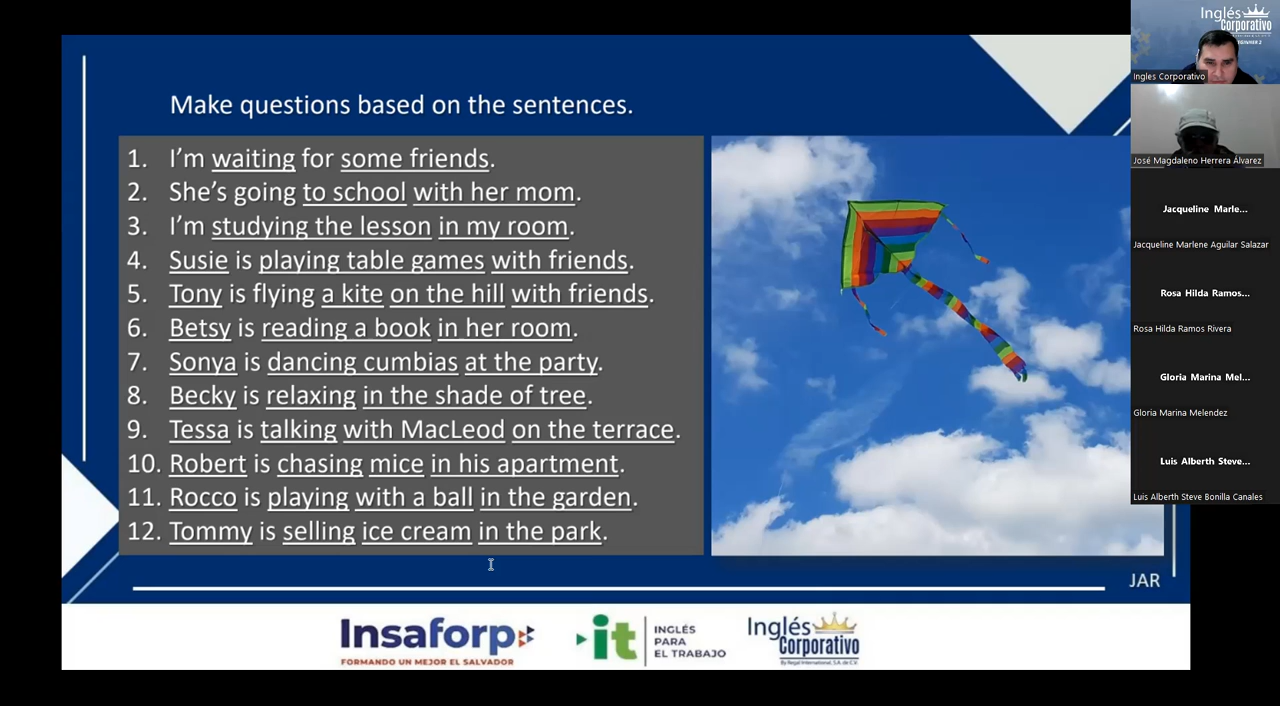 Make questions based on the sentences.
1. I'm waiting for some friends.
2. She's going to school with her mom.
3. I'm studying the lesson in my room.
4. Susie is playing table games with friends.
5. Tony is flying a kite on the hill with friends.
6. Betsy is reading a book in her room.
7. Sonya is dancing cumbias at the party.
8. Becky is relaxing in the shade of tree.
9. Tessa is talking with MacLeod on the terrace.
10. Robert is chasing mice in his apartment.
11. Rocco is playing with a ball in the garden.
12. Tommy is selling ice cream in the park.
JAR
Insaforp
FORMANDO UN MEJOR EL SALVADOR
it
INGLÉS
PARA
EL TRABAJO
Inglés
Corporativo
By Regal International, S.A. de C.V.
Inglés
Corporativo
BEGINNER 2
Ingles Corporativo
José Magdaleno Herrera Álvarez
Jacqueline Marle...
Jacqueline Marlene Aguilar Salazar
Rosa Hilda Ramos...
Rosa Hilda Ramos Rivera
Gloria Marina Mel...
Gloria Marina Melendez
Luis Alberth Steve...
Luis Alberth Steve Bonilla Canales